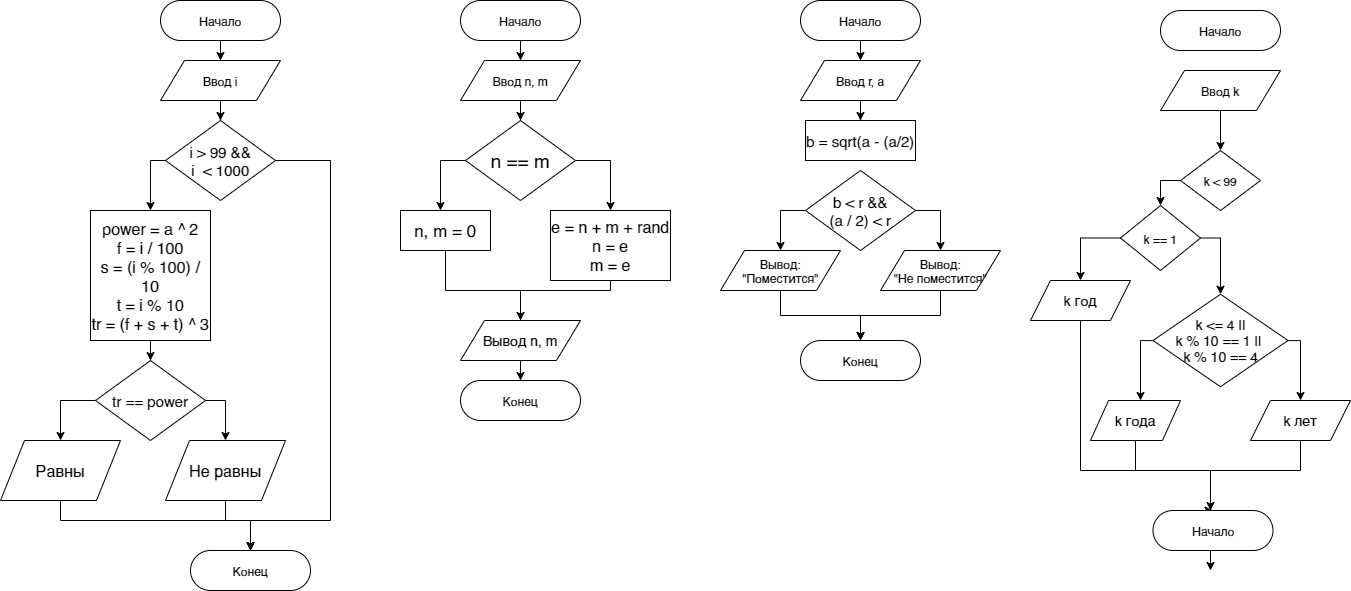 Начало
Ввод i
i > 99 &&
i < 1000
power = a ^ 2
f = i / 100
s = (i % 100) /
10
t = i % 10
tr = (f + s + t) ^ 3
tr == power
Равны
Не равны
Конец
Начало
Ввод n, m
n == m
n, m = 0
e = n + m + rand
n = e
m = e
Вывод n, m
Конец
Начало
Ввод r, a
b = sqrt(a - (a/2)
b < r &&
(a / 2) < r
Вывод:
"Поместится"
Вывод:
"Не поместится"
Конец
Начало
Ввод k
k < 99
k == 1
k год
k <= 4 ||
k % 10 == 1 ||
k % 10 == 4
k года
k лет
Начало